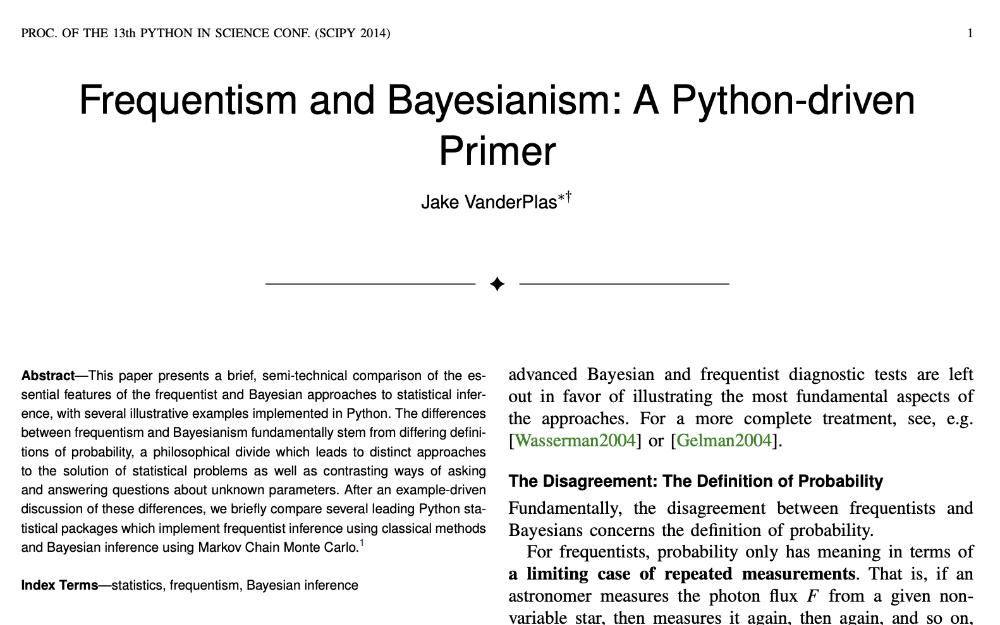 PROC. OF THE 13th PYTHON IN SCIENCE CONF. (SCIPY 2014) 1
Frequentism and Bayesianism: A Python-driven
Primer
Jake VanderPlas*†
Abstract—This paper presents a brief, semi-technical comparison of the es-
sential features of the frequentist and Bayesian approaches to statistical infer-
ence, with several illustrative examples implemented in Python. The differences
between frequentism and Bayesianism fundamentally stem from differing defini-
tions of probability, a philosophical divide which leads to distinct approaches
to the solution of statistical problems as well as contrasting ways of asking
and answering questions about unknown parameters. After an example-driven
discussion of these differences, we briefly compare several leading Python sta-
tistical packages which implement frequentist inference using classical methods
and Bayesian inference using Markov Chain Monte Carlo.1
Index Terms—statistics, frequentism, Bayesian inference
advanced Bayesian and frequentist diagnostic tests are left
out in favor of illustrating the most fundamental aspects of
the approaches. For a more complete treatment, see, e.g.
[Wasserman2004] or [Gelman2004].
The Disagreement: The Definition of Probability
Fundamentally, the disagreement between frequentists and
Bayesians concerns the definition of probability.
For frequentists, probability only has meaning in terms of
a limiting case of repeated measurements. That is, if an
astronomer measures the photon flux F from a given non-
variable star, then measures it again, then again, and so on,